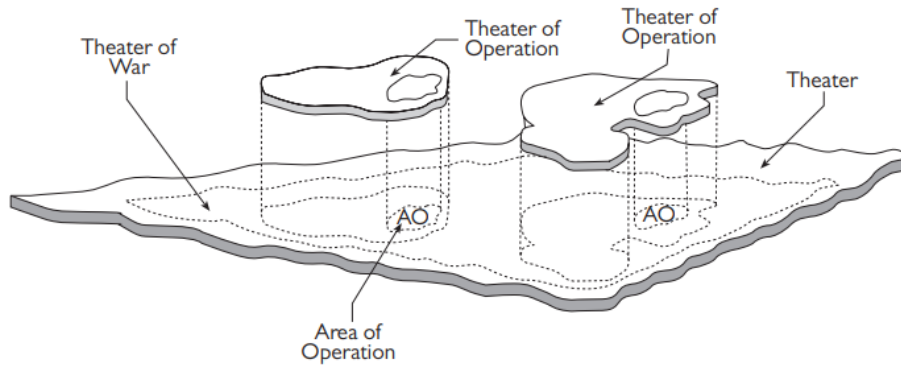 Theater of
War
Theater of
Operation
Theater of
Operation
Theater
AO
AO
Area of
Operation